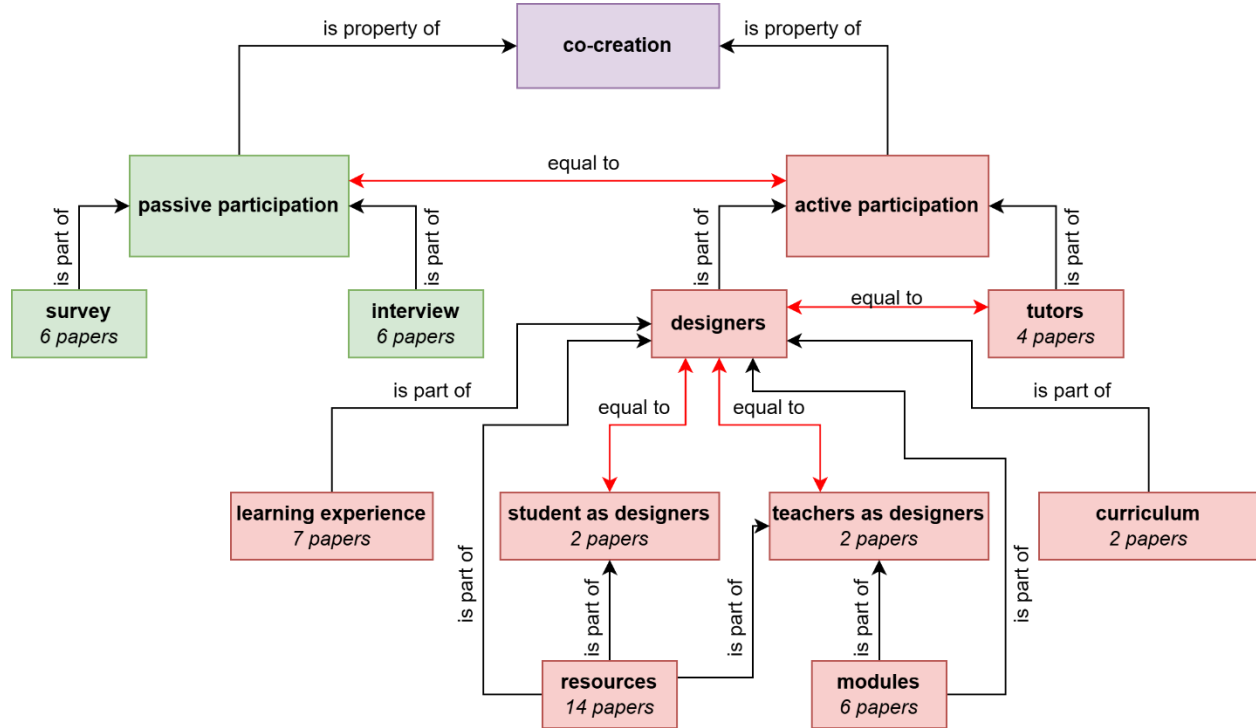 is property of
co-creation
is property of
passive participation
equal to
active participation
is part of
is part of
is part of
is part of
survey
6 papers
interview
6 papers
designers
equal to
tutors
4 papers
is part of
equal to
equal to
is part of
learning experience
7 papers
student as designers
2 papers
teachers as designers
2 papers
curriculum
2 papers
is part of
is part of
is part of
is part of
is part of
resources
14 papers
modules
6 papers